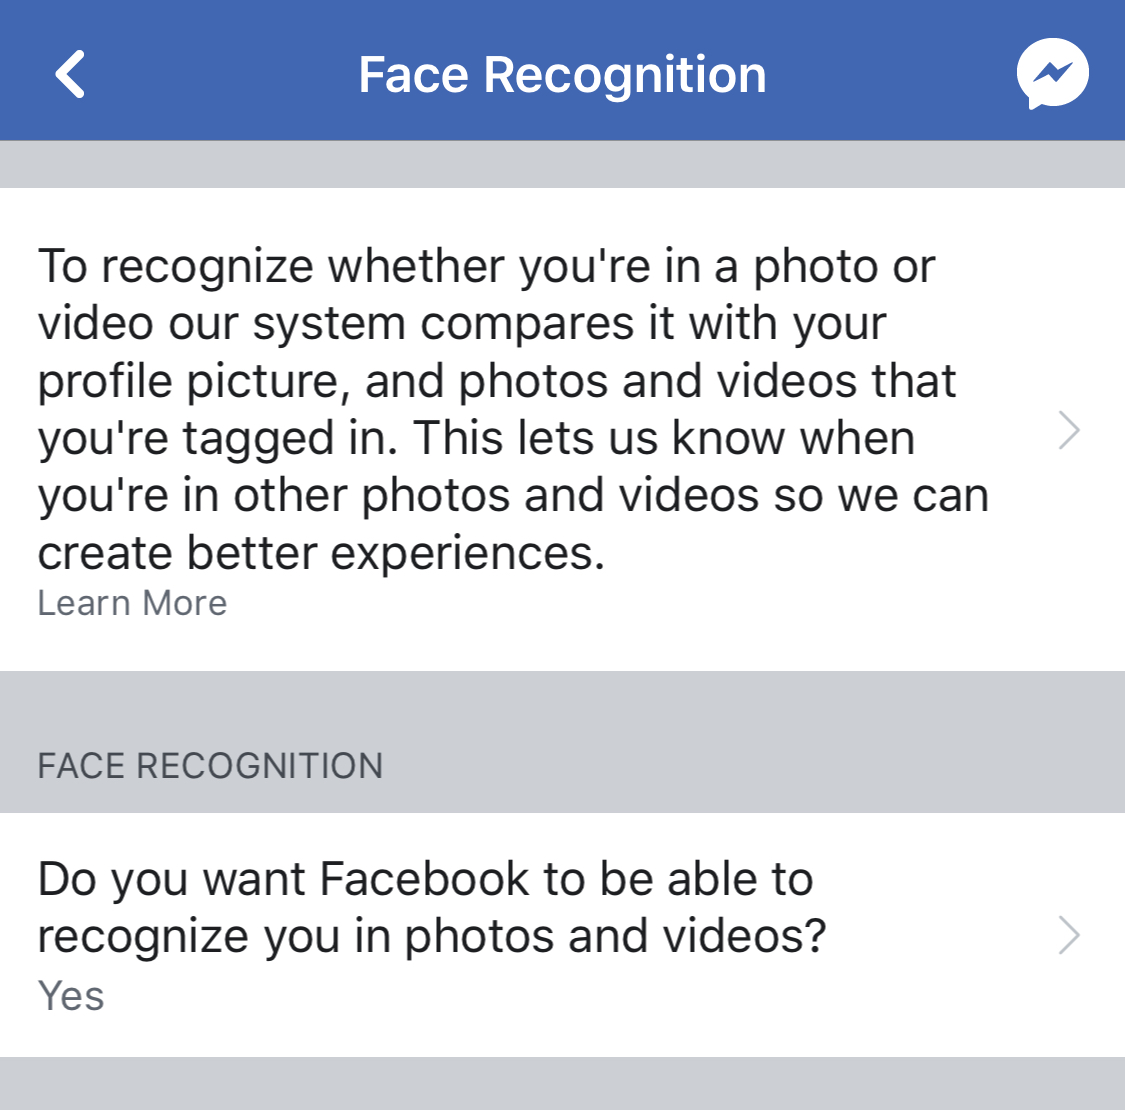 Face Recognition
To recognize whether you're in a photo or
video our system compares it with your
profile picture, and photos and videos that
you're tagged in. This lets us know when
you're in other photos and videos so we can
create better experiences.
Learn More
FACE RECOGNITION
Do you want Facebook to be able to
recognize you in photos and videos?
Yes